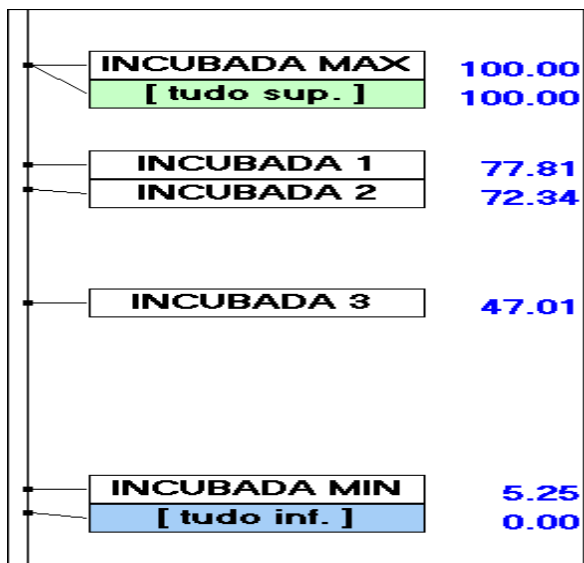 INCUBADA MAX 100.00
[ tudo sup. ] 100.00
INCUBADA 1 77.81
INCUBADA 2 72.34
INCUBADA 3 47.01
INCUBADA MIN 5.25
[ tudo inf. ] 0.00